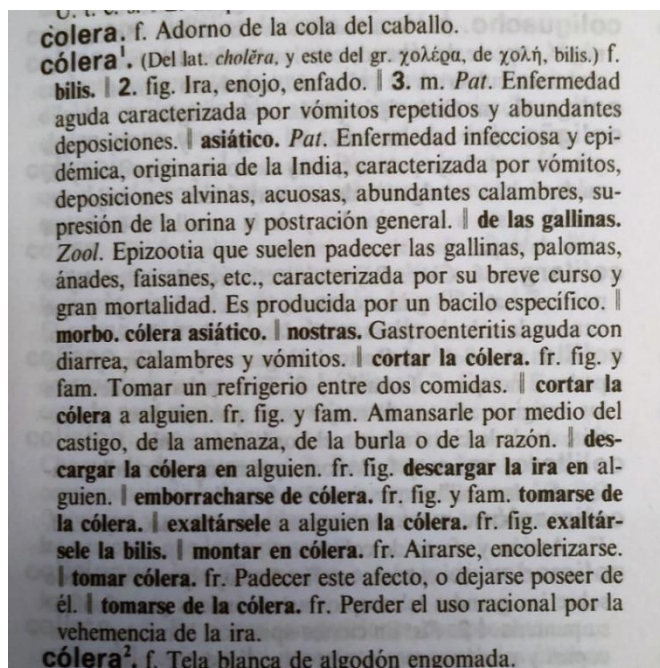 colera. f. Adorno de la cola del caballo.
cólera¹. (Del lat. cholĕra, y este del gr. χολέρα, de χολή, bilis.) f.
bilis. ‖ 2. fig. Ira, enojo, enfado. ‖ 3. m. Pat. Enfermedad
aguda caracterizada por vómitos repetidos y abundantes
deposiciones. ‖ asiático. Pat. Enfermedad infecciosa y epi-
démica, originaria de la India, caracterizada por vómitos,
deposiciones alvinas, acuosas, abundantes calambres, su-
presión de la orina y postración general. ‖ de las gallinas.
Zool. Epizootia que suelen padecer las gallinas, palomas,
ánades, faisanes, etc., caracterizada por su breve curso y
gran mortalidad. Es producida por un bacilo específico. ‖
morbo. cólera asiático. ‖ nostras. Gastroenteritis aguda con
diarrea, calambres y vómitos. ‖ cortar la cólera. fr. fig. y
fam. Tomar un refrigerio entre dos comidas. ‖ cortar la
cólera a alguien. fr. fig. y fam. Amansarle por medio del
castigo, de la amenaza, de la burla o de la razón. ‖ des-
cargar la cólera en alguien. fr. fig. descargar la ira en al-
guien. ‖ emborracharse de cólera. fr. fig. y fam. tomarse de
la cólera. ‖ exaltársele a alguien la cólera. fr. fig. exaltár-
sele la bilis. ‖ montar en cólera. fr. Airarse, encolerizarse.
‖ tomar cólera. fr. Padecer este afecto, o dejarse poseer de
él. ‖ tomarse de la cólera. fr. Perder el uso racional por la
vehemencia de la ira.
cólera². f. Tela blanca de algodón engomada.